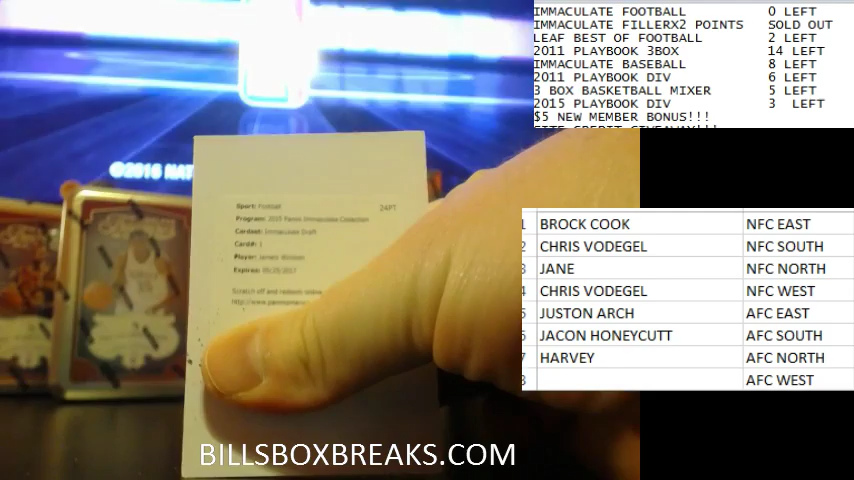 IMMACULATE FOOTBALL 0 LEFT
IMMACULATE FILLERX2 POINTS SOLD OUT
LEAF BEST OF FOOTBALL 2 LEFT
2011 PLAYBOOK 3BOX 14 LEFT
IMMACULATE BASEBALL 8 LEFT
2011 PLAYBOOK DIV 6 LEFT
3 BOX BASKETBALL MIXER 5 LEFT
2015 PLAYBOOK DIV 3 LEFT
$5 NEW MEMBER BONUS!!!
©2016 NAT
Sport: Football 24PT
Program: 2015 Panini Immaculate Collection
Cardset: Immaculate Draft
Card#: 1
Player: Jameis Winston
Expires: 05/25/2017
Scratch off and redeem online
1 BROCK COOK NFC EAST
2 CHRIS VODEGEL NFC SOUTH
3 JANE NFC NORTH
4 CHRIS VODEGEL NFC WEST
5 JUSTON ARCH AFC EAST
6 JACON HONEYCUTT AFC SOUTH
7 HARVEY AFC NORTH
8 AFC WEST
BILLSBOXBREAKS.COM